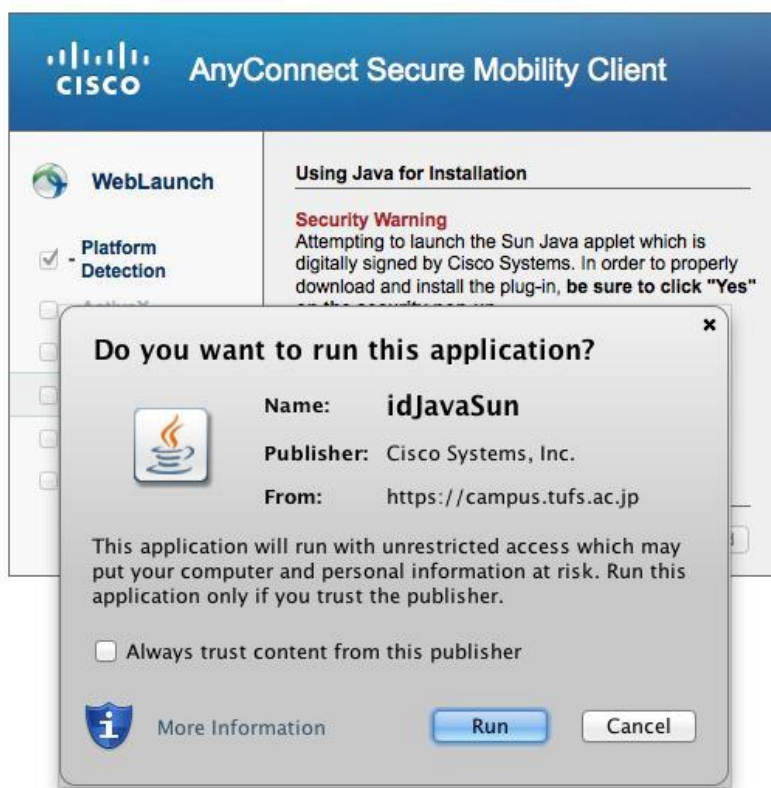 CISCO
AnyConnect Secure Mobility Client
WebLaunch
- Platform
Detection
Using Java for Installation
Security Warning
Attempting to launch the Sun Java applet which is
digitally signed by Cisco Systems. In order to properly
download and install the plug-in, be sure to click "Yes"
on the security pop-up
Do you want to run this application?
Name: idJavaSun
Publisher: Cisco Systems, Inc.
From: https://campus.tufs.ac.jp
This application will run with unrestricted access which may
put your computer and personal information at risk. Run this
application only if you trust the publisher.
Always trust content from this publisher
More Information
Run
Cancel